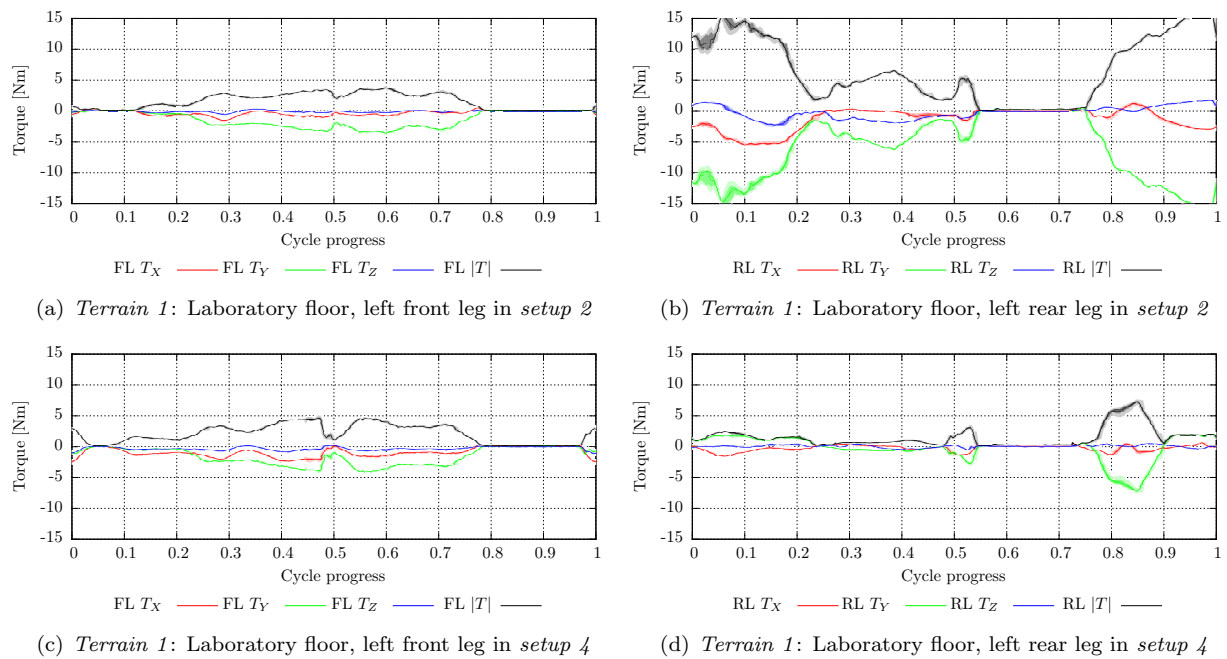 15
10
5
0
-5
-10
-15
Torque [Nm]
0 0.1 0.2 0.3 0.4 0.5 0.6 0.7 0.8 0.9 1
Cycle progress
FL T_X FL T_Y FL T_Z FL |T|
(a) Terrain 1: Laboratory floor, left front leg in setup 2
15
10
5
0
-5
-10
-15
Torque [Nm]
0 0.1 0.2 0.3 0.4 0.5 0.6 0.7 0.8 0.9 1
Cycle progress
RL T_X RL T_Y RL T_Z RL |T|
(b) Terrain 1: Laboratory floor, left rear leg in setup 2
15
10
5
0
-5
-10
-15
Torque [Nm]
0 0.1 0.2 0.3 0.4 0.5 0.6 0.7 0.8 0.9 1
Cycle progress
FL T_X FL T_Y FL T_Z FL |T|
(c) Terrain 1: Laboratory floor, left front leg in setup 4
15
10
5
0
-5
-10
-15
Torque [Nm]
0 0.1 0.2 0.3 0.4 0.5 0.6 0.7 0.8 0.9 1
Cycle progress
RL T_X RL T_Y RL T_Z RL |T|
(d) Terrain 1: Laboratory floor, left rear leg in setup 4